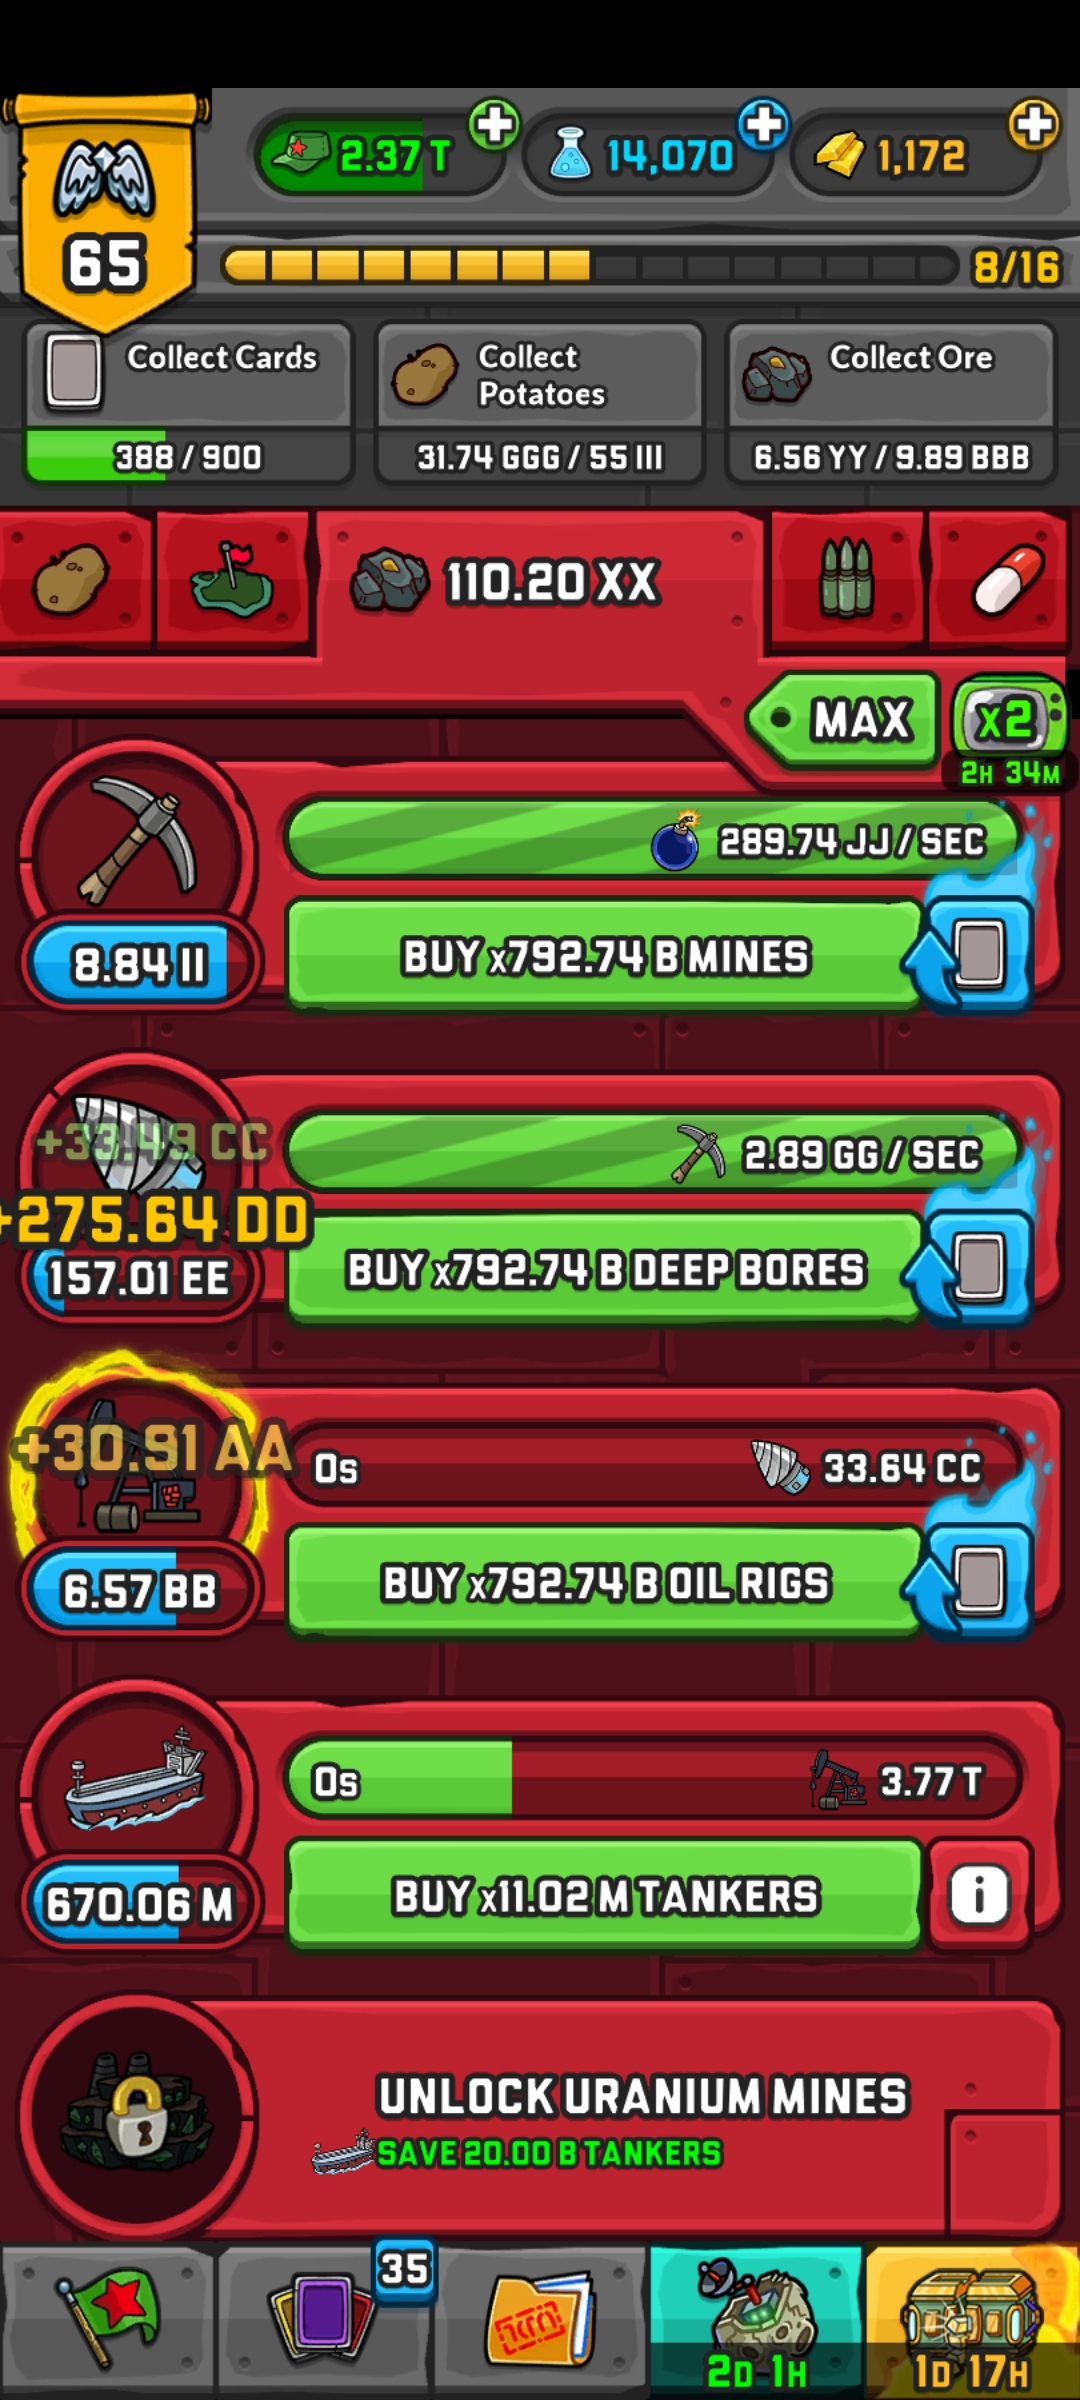 2.37 T
14,070
1,172
65
8/16
Collect Cards
388 / 900
Collect
Potatoes
31.74 GGG / 55 III
Collect Ore
6.56 YY / 9.89 BBB
110.20 XX
MAX
x2
2H 34M
289.74 JJ / SEC
8.84 II
BUY x792.74 B MINES
+33.49 CC
2.89 GG / SEC
+275.64 DD
157.01 EE
BUY x792.74 B DEEP BORES
+30.91 AA
0s
33.64 CC
6.57 BB
BUY x792.74 B OIL RIGS
0s
3.77 T
670.06 M
BUY x11.02 M TANKERS
i
UNLOCK URANIUM MINES
SAVE 20.00 B TANKERS
35
2D 1H
1D 17H